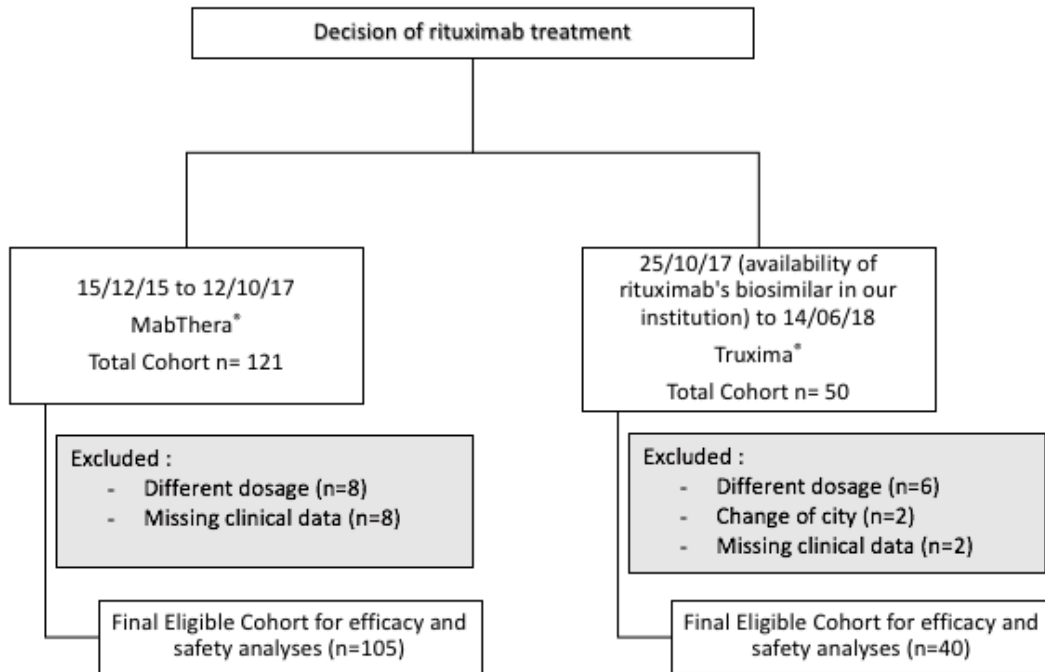 Decision of rituximab treatment
15/12/15 to 12/10/17
MabThera®
Total Cohort n= 121
25/10/17 (availability of
rituximab's biosimilar in our
institution) to 14/06/18
Truxima®
Total Cohort n= 50
Excluded :
- Different dosage (n=8)
- Missing clinical data (n=8)
Excluded :
- Different dosage (n=6)
- Change of city (n=2)
- Missing clinical data (n=2)
Final Eligible Cohort for efficacy and
safety analyses (n=105)
Final Eligible Cohort for efficacy and
safety analyses (n=40)